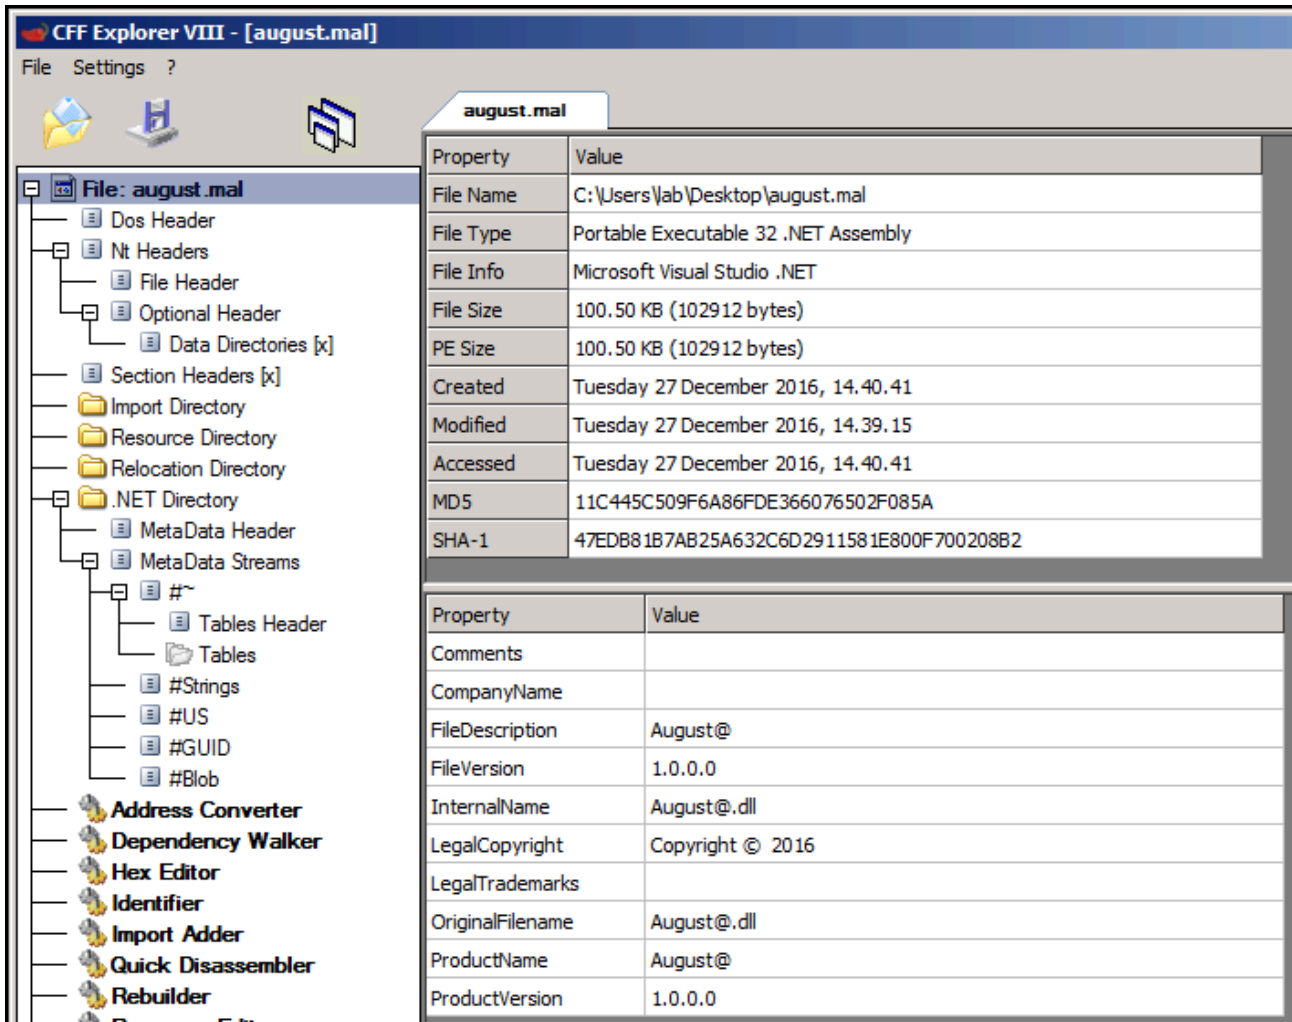 CFF Explorer VIII - [august.mal]
File Settings ?
august.mal
File: august.mal
Dos Header
Nt Headers
File Header
Optional Header
Data Directories [x]
Section Headers [x]
Import Directory
Resource Directory
Relocation Directory
.NET Directory
MetaData Header
MetaData Streams
#~
Tables Header
Tables
#Strings
#US
#GUID
#Blob
Address Converter
Dependency Walker
Hex Editor
Identifier
Import Adder
Quick Disassembler
Rebuilder
Property Value
File Name C:\Users\lab\Desktop\august.mal
File Type Portable Executable 32 .NET Assembly
File Info Microsoft Visual Studio .NET
File Size 100.50 KB (102912 bytes)
PE Size 100.50 KB (102912 bytes)
Created Tuesday 27 December 2016, 14.40.41
Modified Tuesday 27 December 2016, 14.39.15
Accessed Tuesday 27 December 2016, 14.40.41
MD5 11C445C509F6A86FDE366076502F085A
SHA-1 47EDB81B7AB25A632C6D2911581E800F700208B2
Property Value
Comments
CompanyName
FileDescription August@
FileVersion 1.0.0.0
InternalName August@.dll
LegalCopyright Copyright © 2016
LegalTrademarks
OriginalFilename August@.dll
ProductName August@
ProductVersion 1.0.0.0